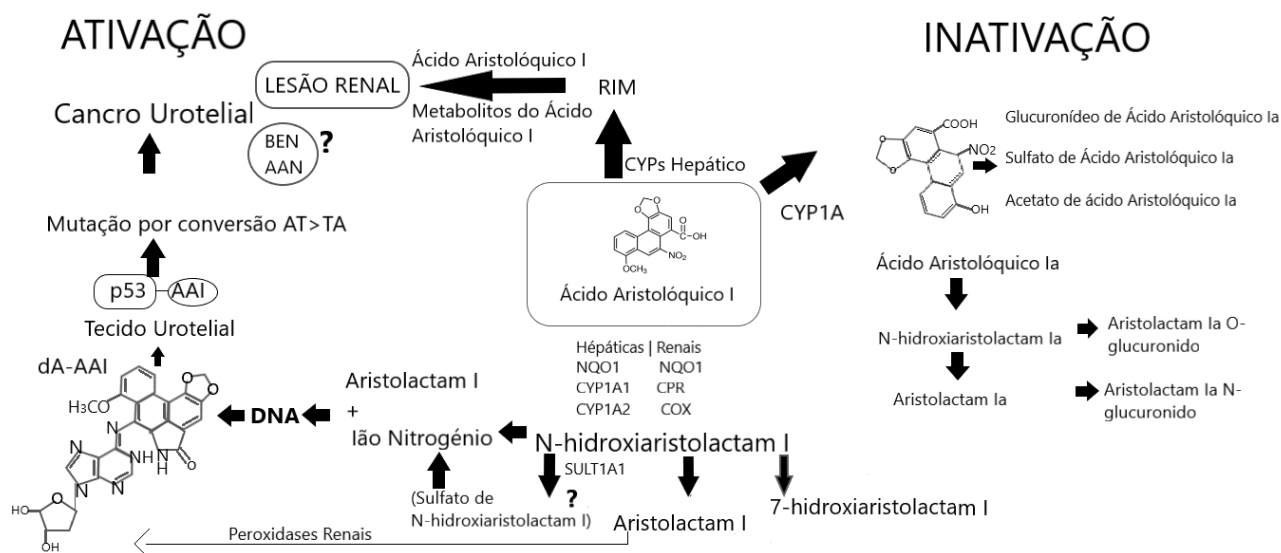 ATIVAÇÃO
INATIVAÇÃO
LESÃO RENAL
Ácido Aristolóquico I
Metabolitos do Ácido
Aristolóquico I
RIM
Cancro Urotelial
BEN
AAN
?
CYPs Hepático
CYP1A
COOH
NO2
OH
O
O
Glucuronídeo de Ácido Aristolóquico Ia
Sulfato de Ácido Aristolóquico Ia
Acetato de ácido Aristolóquico Ia
O
O
O
C-OH
NO2
OCH3
Ácido Aristolóquico I
Mutação por conversão AT>TA
p53
AAI
Tecido Urotelial
dA-AAI
Ácido Aristolóquico Ia
N-hidroxiaristolactam Ia
Aristolactam Ia O-
glucuronido
Aristolactam Ia
Aristolactam Ia N-
glucuronido
Hépáticas | Renais
NQO1 NQO1
CYP1A1 CPR
CYP1A2 COX
Aristolactam I
+
Ião Nitrogénio
DNA
N-hidroxiaristolactam I
SULT1A1
?
(Sulfato de
N-hidroxiaristolactam I)
Aristolactam I
7-hidroxiaristolactam I
Peroxidases Renais
H3CO
O
O
N
NH
NH
O
N
N
N
N
HO
O
OH